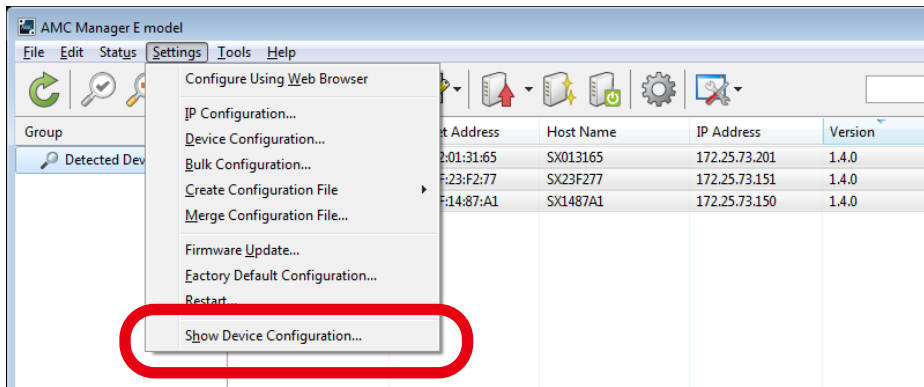 AMC Manager E model
File Edit Status Settings Tools Help
Configure Using Web Browser
IP Configuration...
Device Configuration...
Bulk Configuration...
Create Configuration File
Merge Configuration File...
Firmware Update...
Factory Default Configuration...
Restart...
Show Device Configuration...
Group et Address Host Name IP Address Version
Detected Dev 2:01:31:65 SX013165 172.25.73.201 1.4.0
F:23:F2:77 SX23F277 172.25.73.151 1.4.0
F:14:87:A1 SX1487A1 172.25.73.150 1.4.0